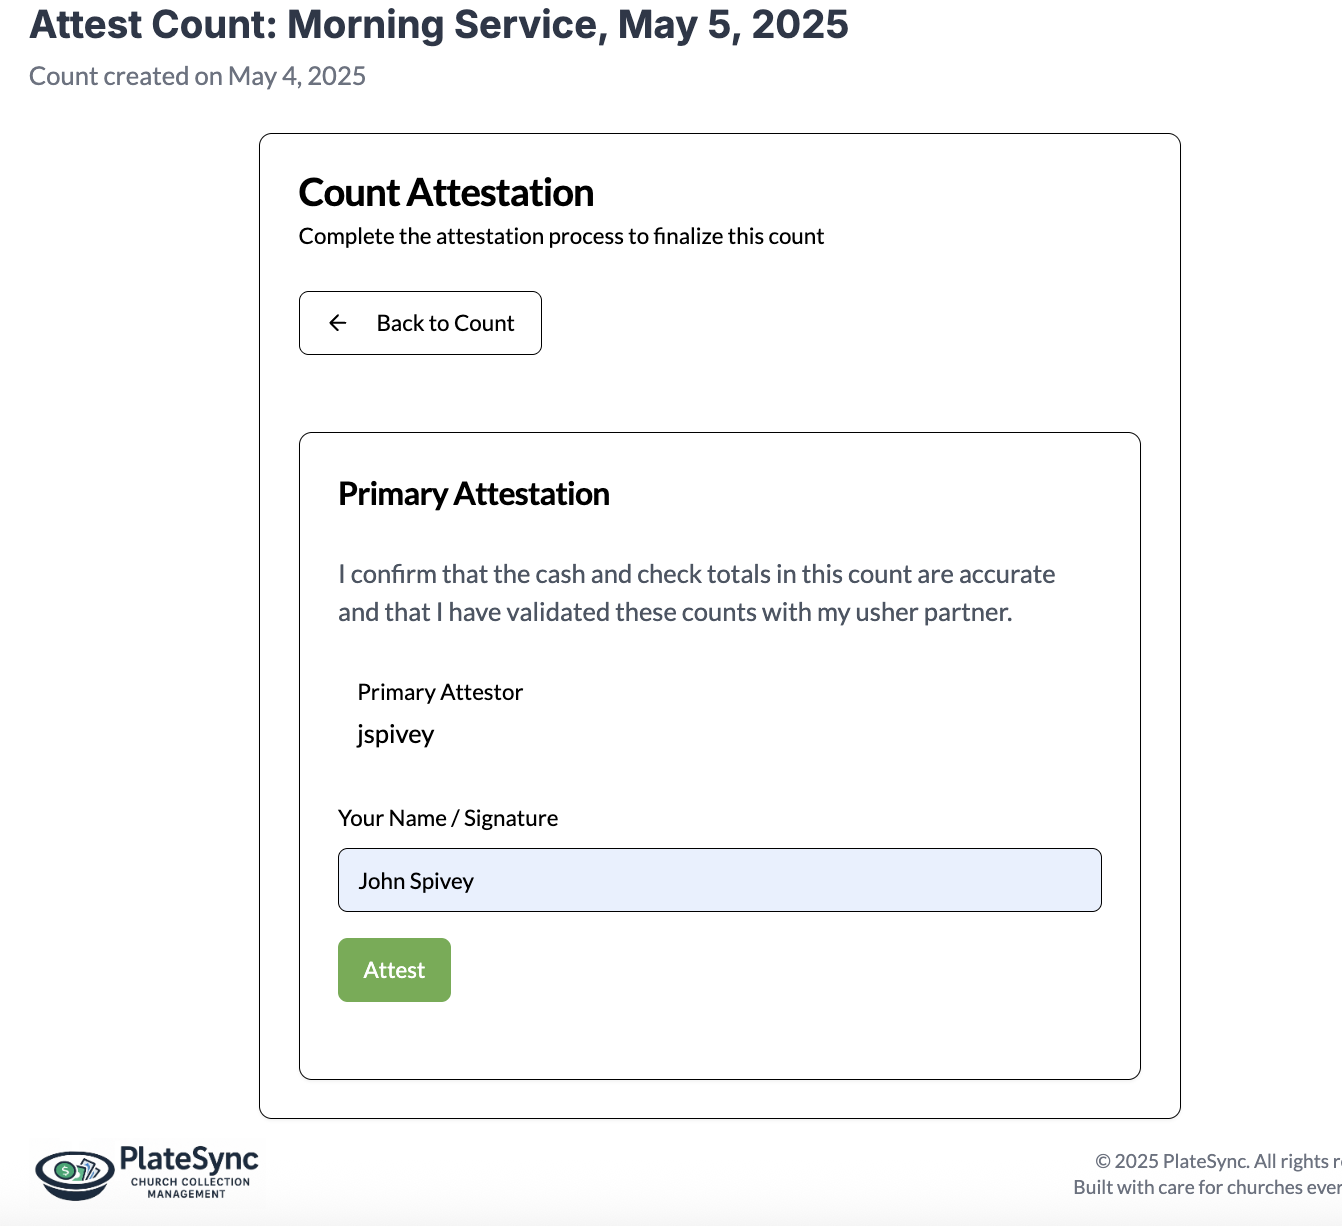 Attest Count: Morning Service, May 5, 2025
Count created on May 4, 2025
Count Attestation
Complete the attestation process to finalize this count
← Back to Count
Primary Attestation
I confirm that the cash and check totals in this count are accurate
and that I have validated these counts with my usher partner.
Primary Attestor
jspivey
Your Name / Signature
John Spivey
Attest
$
PlateSync
CHURCH COLLECTION
MANAGEMENT
© 2025 PlateSync. All rights
Built with care for churches